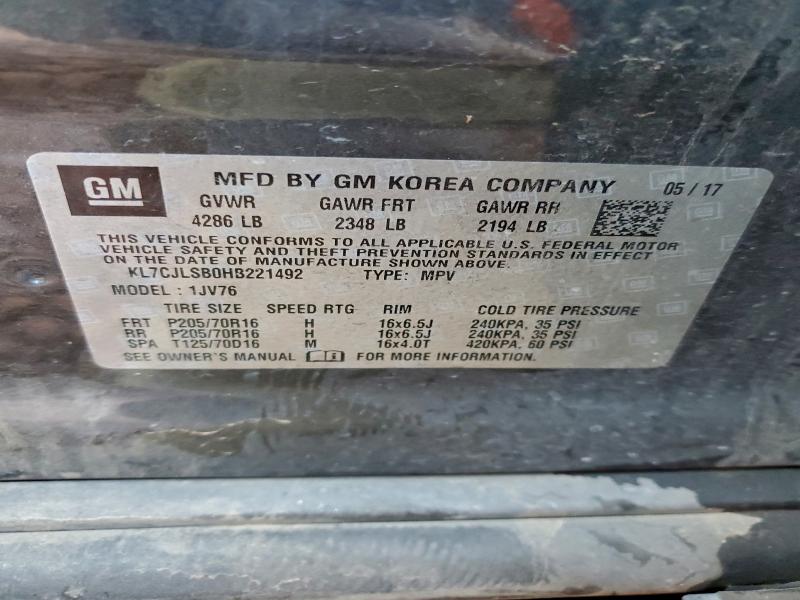 GM
MFD BY GM KOREA COMPANY 05 / 17
GVWR GAWR FRT GAWR RR
4286 LB 2348 LB 2194 LB
THIS VEHICLE CONFORMS TO ALL APPLICABLE U.S. FEDERAL MOTOR
VEHICLE SAFETY AND THEFT PREVENTION STANDARDS IN EFFECT
ON THE DATE OF MANUFACTURE SHOWN ABOVE.
KL7CJLSB0HB221492 TYPE: MPV
MODEL : 1JV76
TIRE SIZE SPEED RTG RIM COLD TIRE PRESSURE
FRT P205/70R16 H 16x6.5J 240KPA, 35 PSI
RR P205/70R16 H 16x6.5J 240KPA, 35 PSI
SPA T125/70D16 M 16x4.0T 420KPA, 60 PSI
SEE OWNER'S MANUAL FOR MORE INFORMATION.